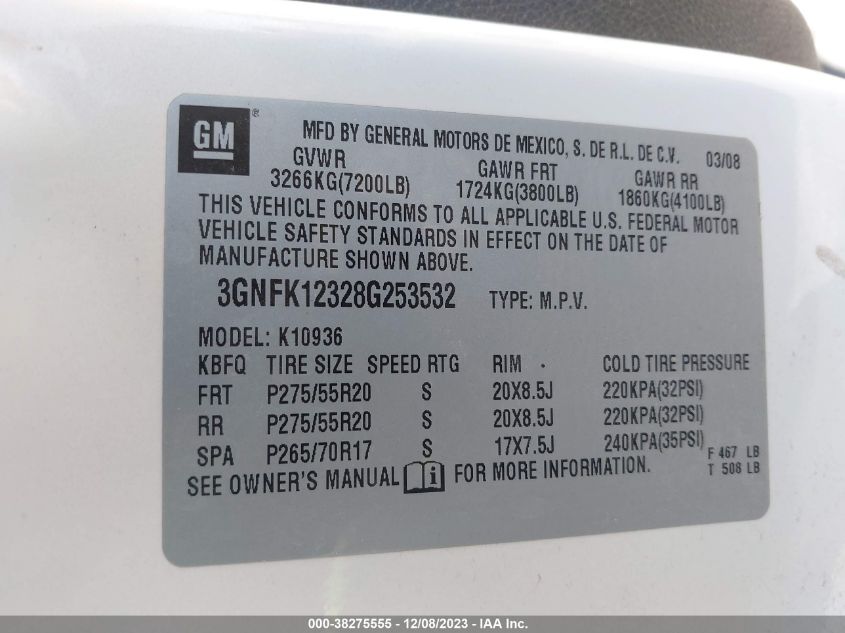 GM ® MFD BY GENERAL MOTORS DE MEXICO, S. DE R.L. DE C.V. 03/08
GVWR GAWR FRT GAWR RR
3266KG(7200LB) 1724KG(3800LB) 1860KG(4100LB)
THIS VEHICLE CONFORMS TO ALL APPLICABLE U.S. FEDERAL MOTOR
VEHICLE SAFETY STANDARDS IN EFFECT ON THE DATE OF
MANUFACTURE SHOWN ABOVE.
3GNFK12328G253532 TYPE: M.P.V.
MODEL: K10936
KBFQ TIRE SIZE SPEED RTG RIM COLD TIRE PRESSURE
FRT P275/55R20 S 20X8.5J 220KPA(32PSI)
RR P275/55R20 S 20X8.5J 220KPA(32PSI)
SPA P265/70R17 S 17X7.5J 240KPA(35PSI)
F 467 LB
SEE OWNER'S MANUAL i FOR MORE INFORMATION.
T 508 LB
000-38275555 - 12/08/2023 - IAA Inc.